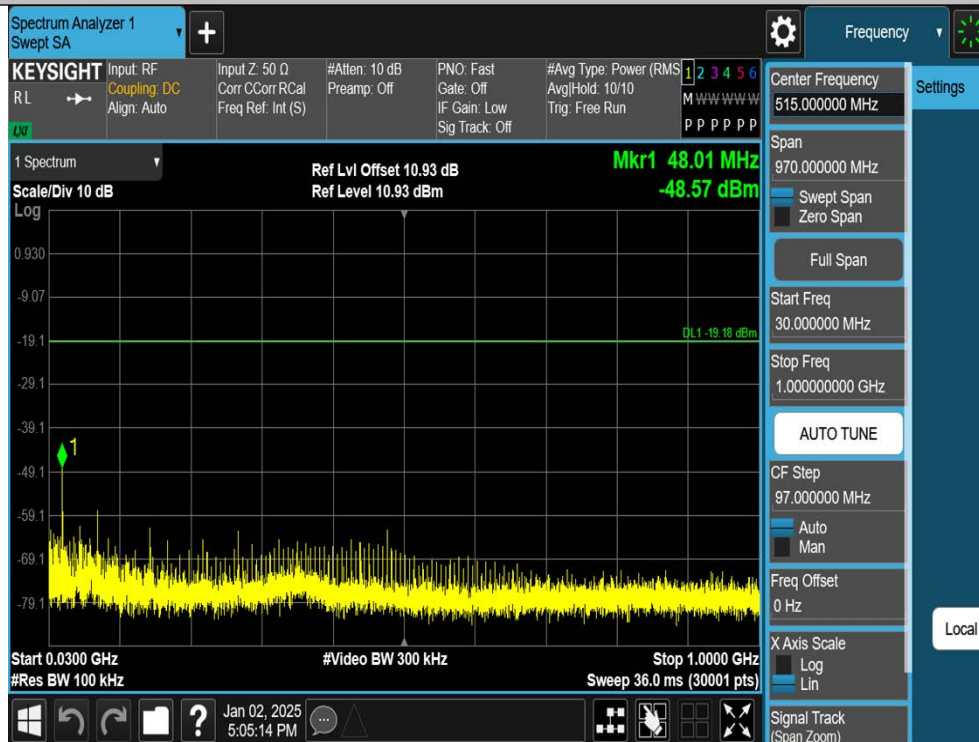 Spectrum Analyzer 1
Swept SA
+
Frequency
KEYSIGHT
RL
LXI
Input: RF
Coupling: DC
Align: Auto
Input Z: 50 Ω
Corr CCorr RCal
Freq Ref: Int (S)
#Atten: 10 dB
Preamp: Off
PNO: Fast
Gate: Off
IF Gain: Low
Sig Track: Off
#Avg Type: Power (RMS
Avg|Hold: 10/10
Trig: Free Run
1 2 3 4 5 6
M W W W W W
P P P P P P
1 Spectrum
Scale/Div 10 dB
Log
Ref Lvl Offset 10.93 dB
Ref Level 10.93 dBm
Mkr1 48.01 MHz
-48.57 dBm
0.930
-9.07
-19.1
-29.1
-39.1
-49.1
-59.1
-69.1
-79.1
DL1 -19.18 dBm
1
Start 0.0300 GHz
#Res BW 100 kHz
#Video BW 300 kHz
Stop 1.0000 GHz
Sweep 36.0 ms (30001 pts)
Center Frequency
515.000000 MHz
Span
970.000000 MHz
Swept Span
Zero Span
Full Span
Start Freq
30.000000 MHz
Stop Freq
1.000000000 GHz
AUTO TUNE
CF Step
97.000000 MHz
Auto
Man
Freq Offset
0 Hz
X Axis Scale
Log
Lin
Signal Track
(Span Zoom)
Settings
Local
?
Jan 02, 2025
5:05:14 PM